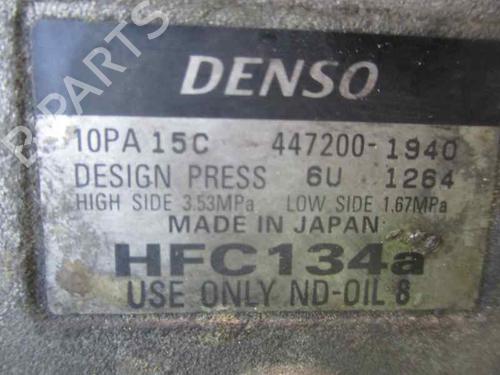 DENSO
10PA 15C 447200-1940
DESIGN PRESS 6U 1264
HIGH SIDE 3.53MPa LOW SIDE 1.67MPa
MADE IN JAPAN
HFC134a
USE ONLY ND-OIL 8
B-PARTS